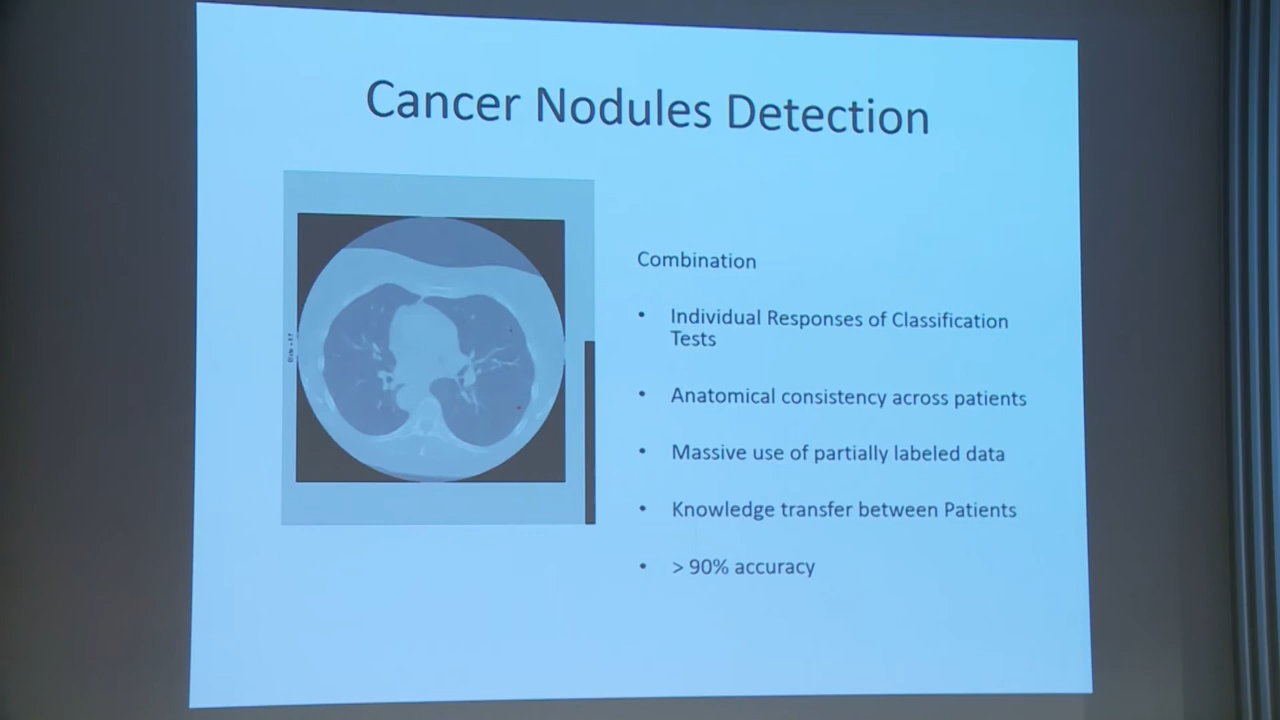 Cancer Nodules Detection
Combination
• Individual Responses of Classification
Tests
• Anatomical consistency across patients
• Massive use of partially labeled data
• Knowledge transfer between Patients
• > 90% accuracy